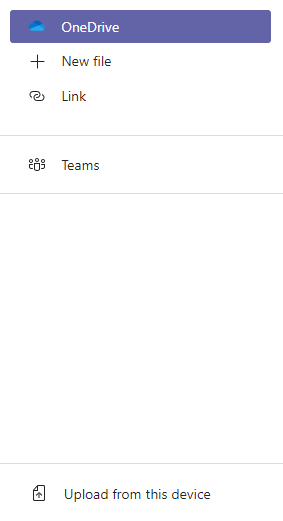 OneDrive
New file
Link
Teams
Upload from this device